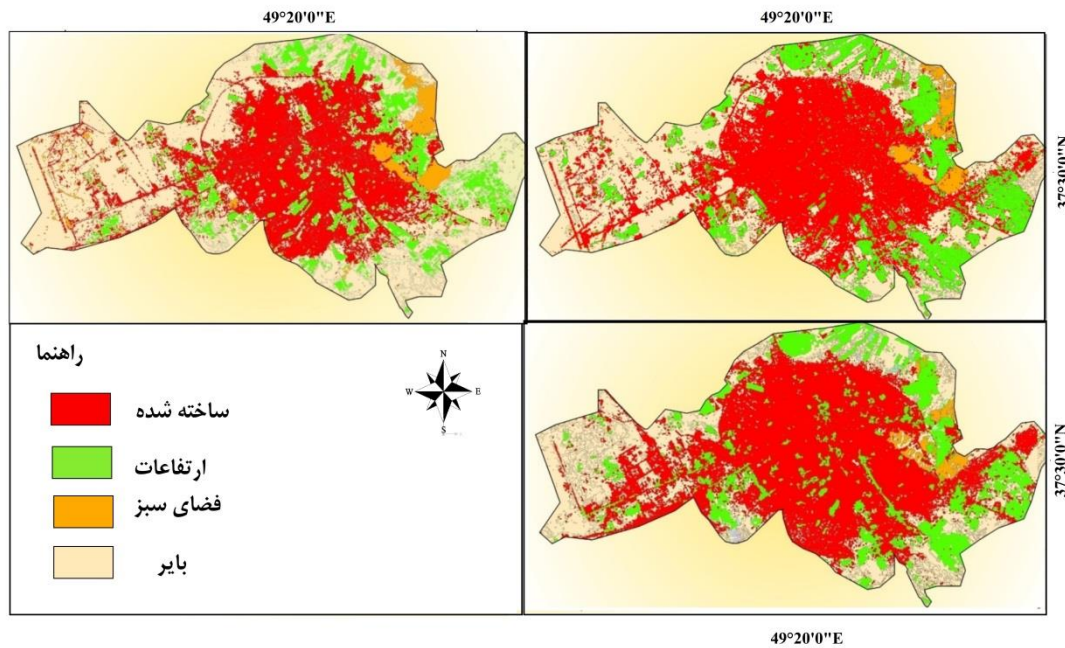 49°20'0"E
49°20'0"E
37°30'0"N
راهنما
ساخته شده
ارتفاعات
فضای سبز
بایر
N
W
E
S
37°30'0"N
49°20'0"E